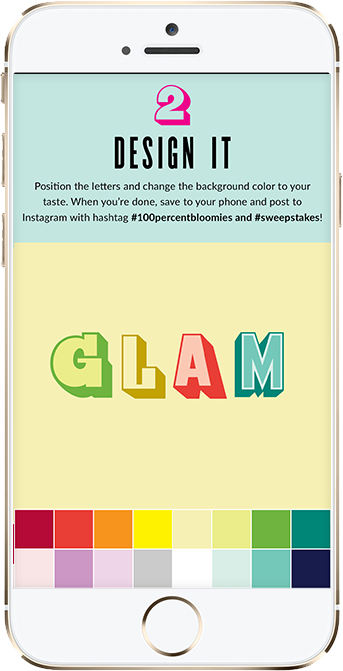 2
DESIGN IT
Position the letters and change the background color to your
taste. When you're done, save to your phone and post to
Instagram with hashtag #100percentbloomies and #sweepstakes!
GLAM